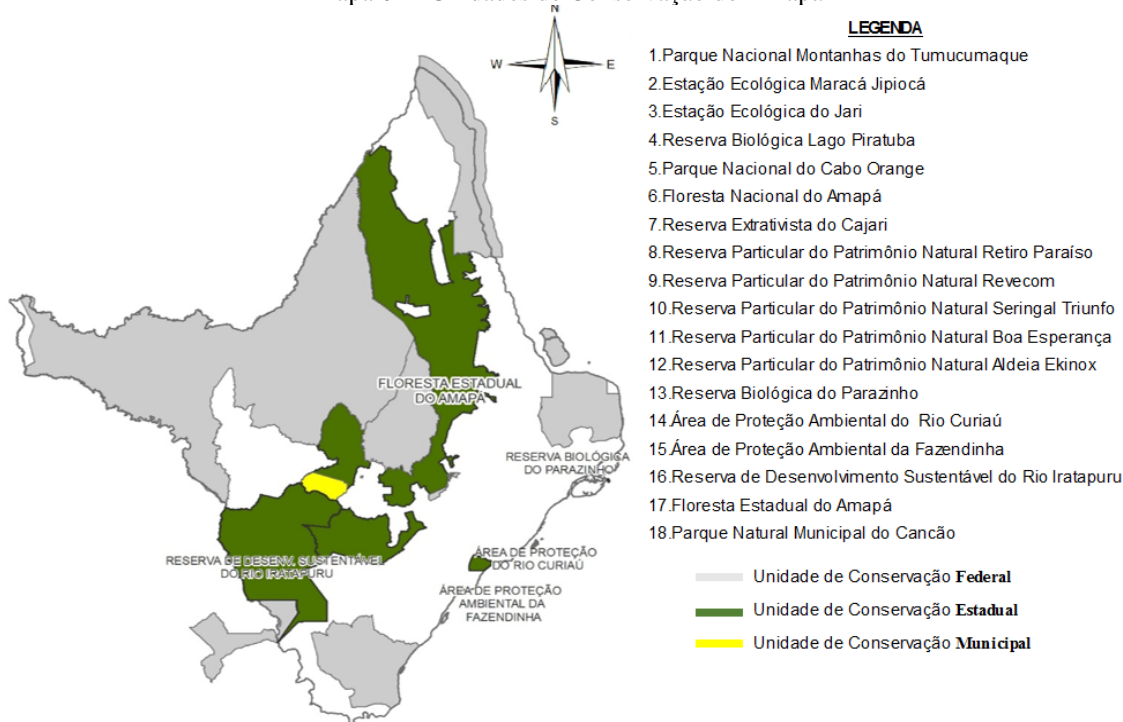 Unidades de Conservação do
N
W
E
S
LEGENDA
1.Parque Nacional Montanhas do Tumucumaque
2.Estação Ecológica Maracá Jipiocá
3.Estação Ecológica do Jari
4.Reserva Biológica Lago Piratuba
5.Parque Nacional do Cabo Orange
6.Floresta Nacional do Amapá
7.Reserva Extrativista do Cajari
8.Reserva Particular do Patrimônio Natural Retiro Paraíso
9.Reserva Particular do Patrimônio Natural Revecom
10.Reserva Particular do Patrimônio Natural Seringal Triunfo
11.Reserva Particular do Patrimônio Natural Boa Esperança
12.Reserva Particular do Patrimônio Natural Aldeia Ekinox
13.Reserva Biológica do Parazinho
14.Área de Proteção Ambiental do Rio Curiaú
15.Área de Proteção Ambiental da Fazendinha
16.Reserva de Desenvolvimento Sustentável do Rio Iratapuru
17.Floresta Estadual do Amapá
18.Parque Natural Municipal do Cancão
Unidade de Conservação Federal
Unidade de Conservação Estadual
Unidade de Conservação Municipal
FLORESTA ESTADUAL
DO AMAPÁ
RESERVA BIOLÓGICA
DO PARAZINHO
RESERVA DE DESENV. SUSTENTÁVEL
DO RIO IRATAPURU
ÁREA DE PROTEÇÃO
DO RIO CURIAÚ
ÁREA DE PROTEÇÃO
AMBIENTAL DA
FAZENDINHA